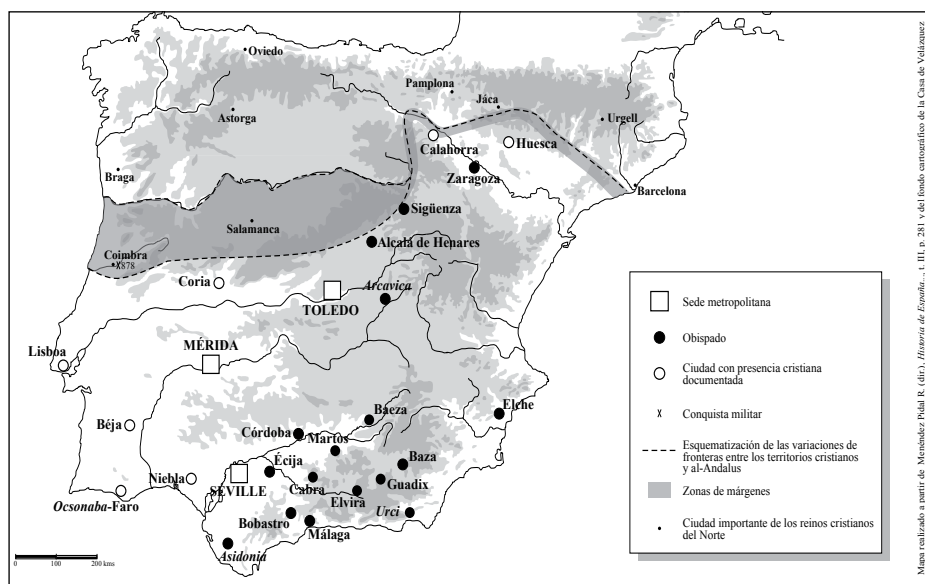 Oviedo
Pamplona
Jáca
Astorga
Urgell
Calahorra
Huesca
Braga
Zaragoza
Barcelona
Sigüenza
Salamanca
Alcalá de Henares
Coimbra
878
Coria
Arcavica
TOLEDO
Lisboa
MÉRIDA
Baeza
Elche
Béja
Córdoba
Martos
Écija
Baza
Niebla
SÉVILLE
Cabra
Guadix
Elvira
Ocsonaba-Faro
Urci
Bobastro
Málaga
Asidonia
0 100 200 kms
Sede metropolitana
Obispado
Ciudad con presencia cristiana
documentada
Conquista militar
Esquematización de las variaciones de
fronteras entre los territorios cristianos
y al-Andalus
Zonas de márgenes
Ciudad importante de los reinos cristianos
del Norte
Mapa realizado a partir de Menéndez Pidal R. (dir.), Historia de España..., t. III, p. 281 y del fondo cartográfico de la Casa de Velázquez